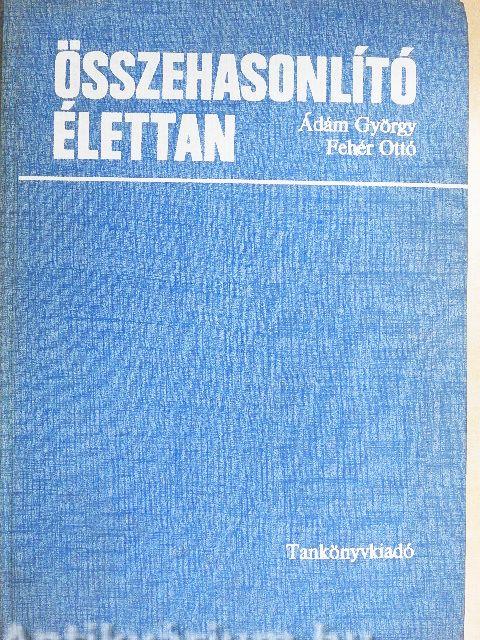 ÖSSZEHASONLÍTÓ
ÉLETTAN
Ádám György
Fehér Ottó
Tankönyvkiadó